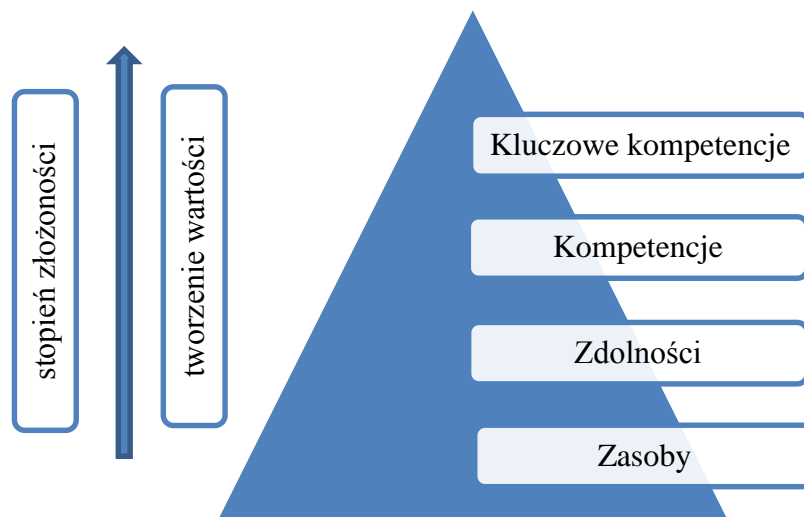 stopień złożoności
tworzenie wartości
Kluczowe kompetencje
Kompetencje
Zdolności
Zasoby